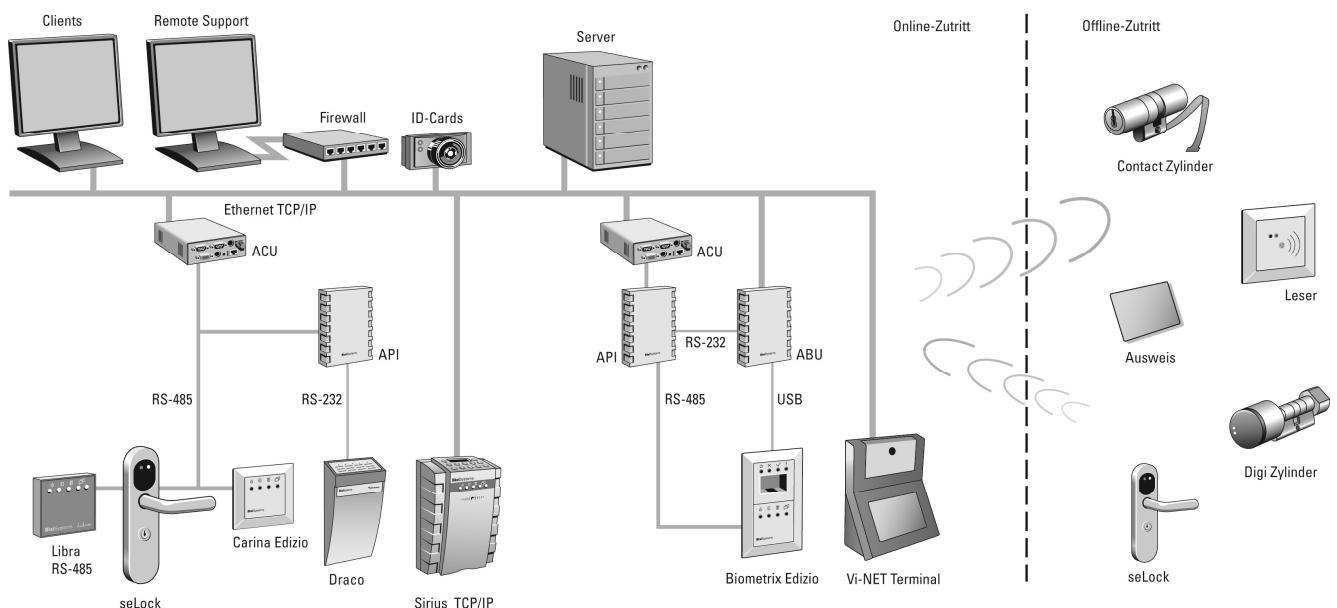 Clients
Remote Support
Server
Online-Zutritt
Offline-Zutritt
Firewall
ID-Cards
Contact Zylinder
Ethernet TCP/IP
ACU
ACU
Leser
API
API
RS-232
ABU
Ausweis
RS-485
RS-232
RS-485
USB
Digi Zylinder
Libra
RS-485
Carina Edizio
Draco
Biometrix Edizio
Vi-NET Terminal
seLock
seLock
Sirius TCP/IP